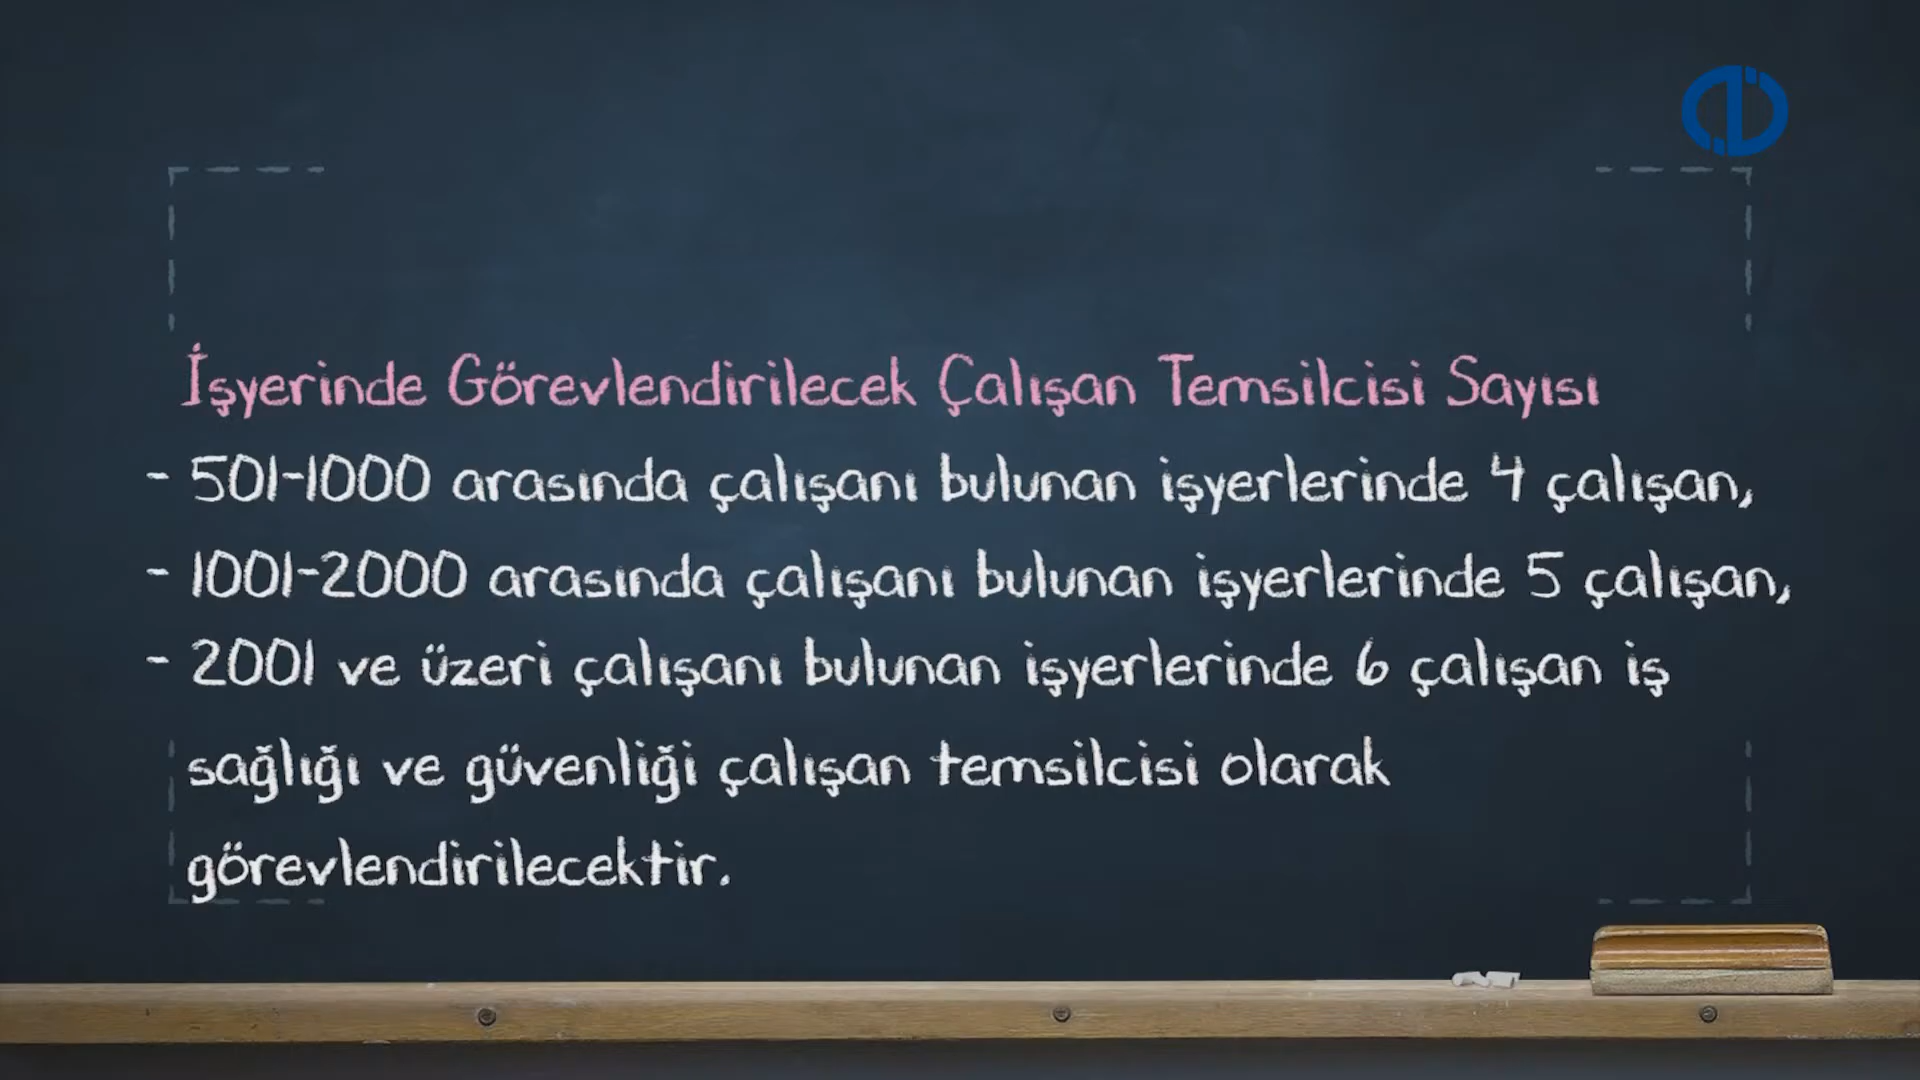 İşyerinde Görevlendirilecek Çalışan Temsilcisi Sayısı
- 501-1000 arasında çalışanı bulunan işyerlerinde 4 çalışan,
- 1001-2000 arasında çalışanı bulunan işyerlerinde 5 çalışan,
- 2001 ve üzeri çalışanı bulunan işyerlerinde 6 çalışan iş
sağlığı ve güvenliği çalışan temsilcisi olarak
görevlendirilecektir.